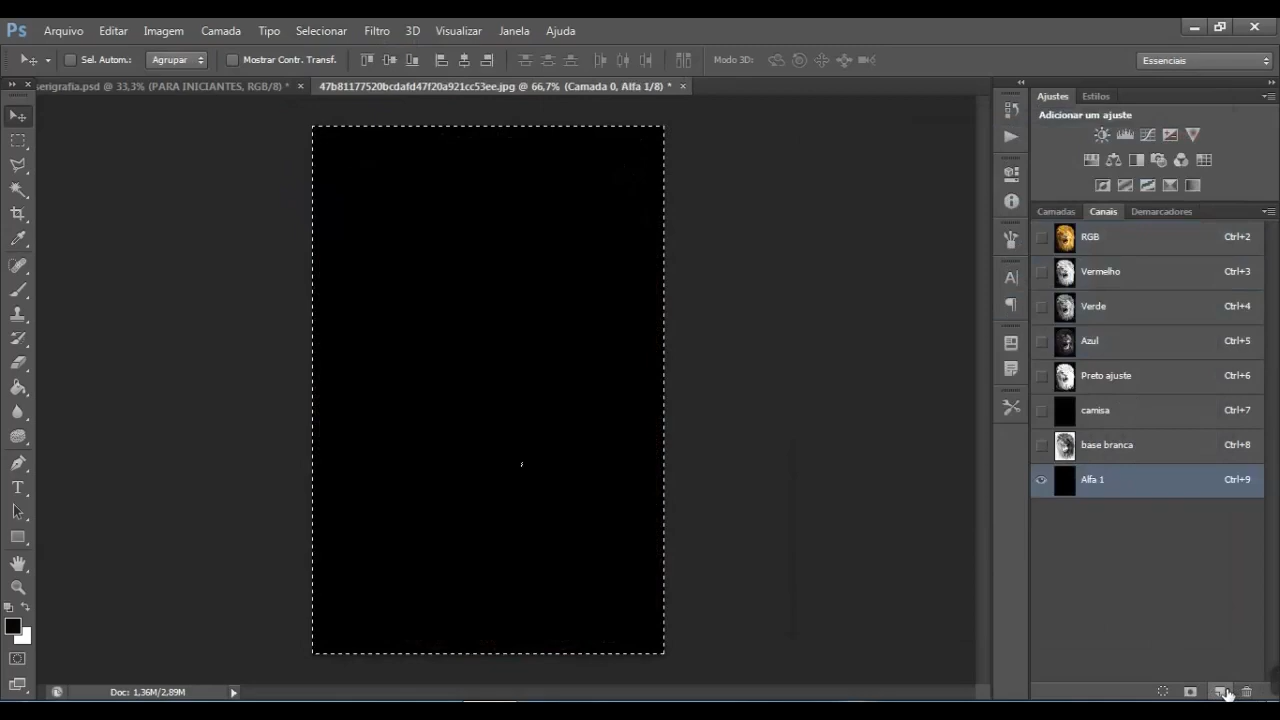 Ps Arquivo Editar Imagem Camada Tipo Selecionar Filtro 3D Visualizar Janela Ajuda
Sel. Autom.: Agrupar Mostrar Contr. Transf. Modo 3D: Essenciais
serigrafia.psd @ 33,3% (PARA INICIANTES, RGB/8) * × 47b81177520bcdafd47f20a921cc53ee.jpg @ 66,7% (Camada 0, Alfa 1/8) * ×
Ajustes Estilos
Adicionar um ajuste
Camadas Canais Demarcadores
RGB Ctrl+2
Vermelho Ctrl+3
Verde Ctrl+4
Azul Ctrl+5
Preto ajuste Ctrl+6
camisa Ctrl+7
base branca Ctrl+8
Alfa 1 Ctrl+9
Doc: 1,36M/2,89M